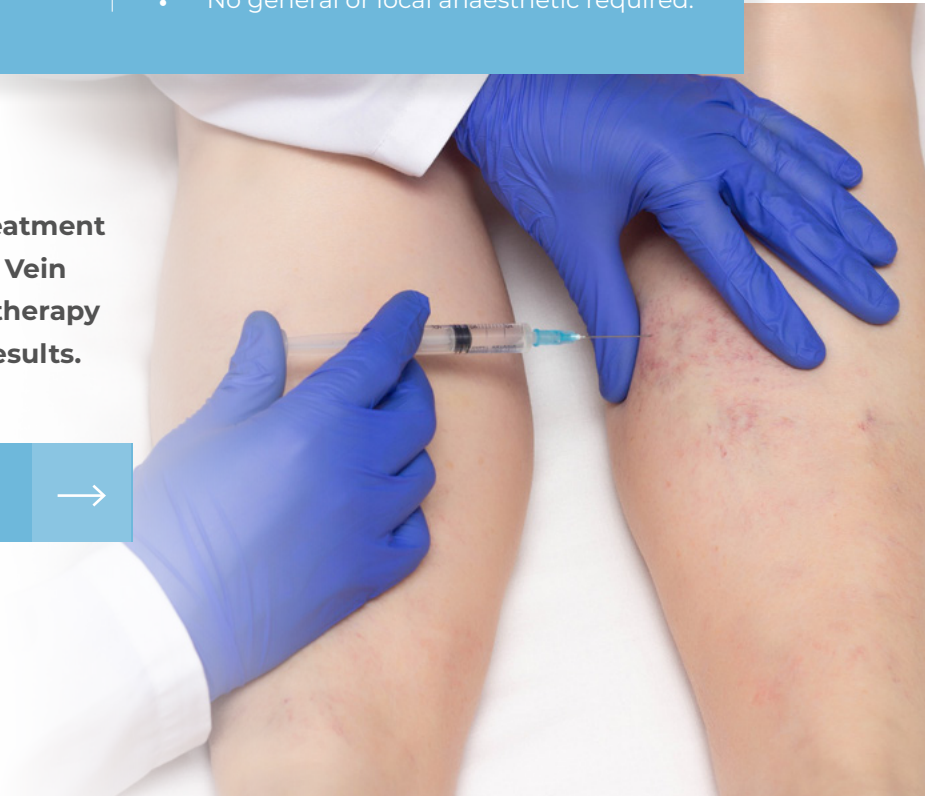 No general or local anaesthetic required.
eatment
Vein
therapy
esults.